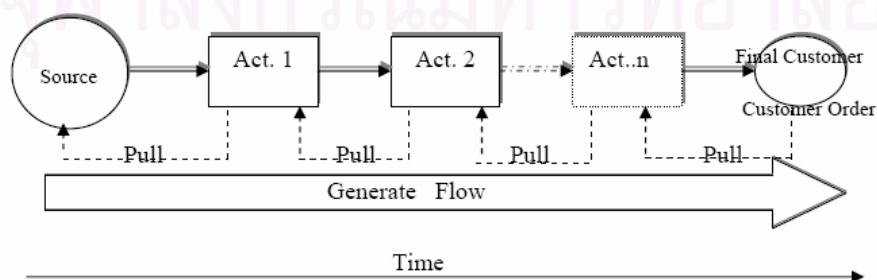 Source
Act. 1
Act. 2
Act..n
Final Customer
Customer Order
Pull
Pull
Pull
Pull
Generate Flow
Time